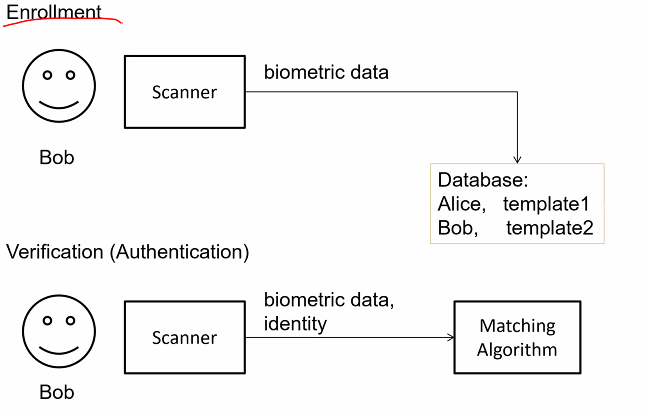 Enrollment
biometric data
Scanner
Bob
Database:
Alice, template1
Bob, template2
Verification (Authentication)
biometric data,
identity
Scanner
Matching
Algorithm
Bob